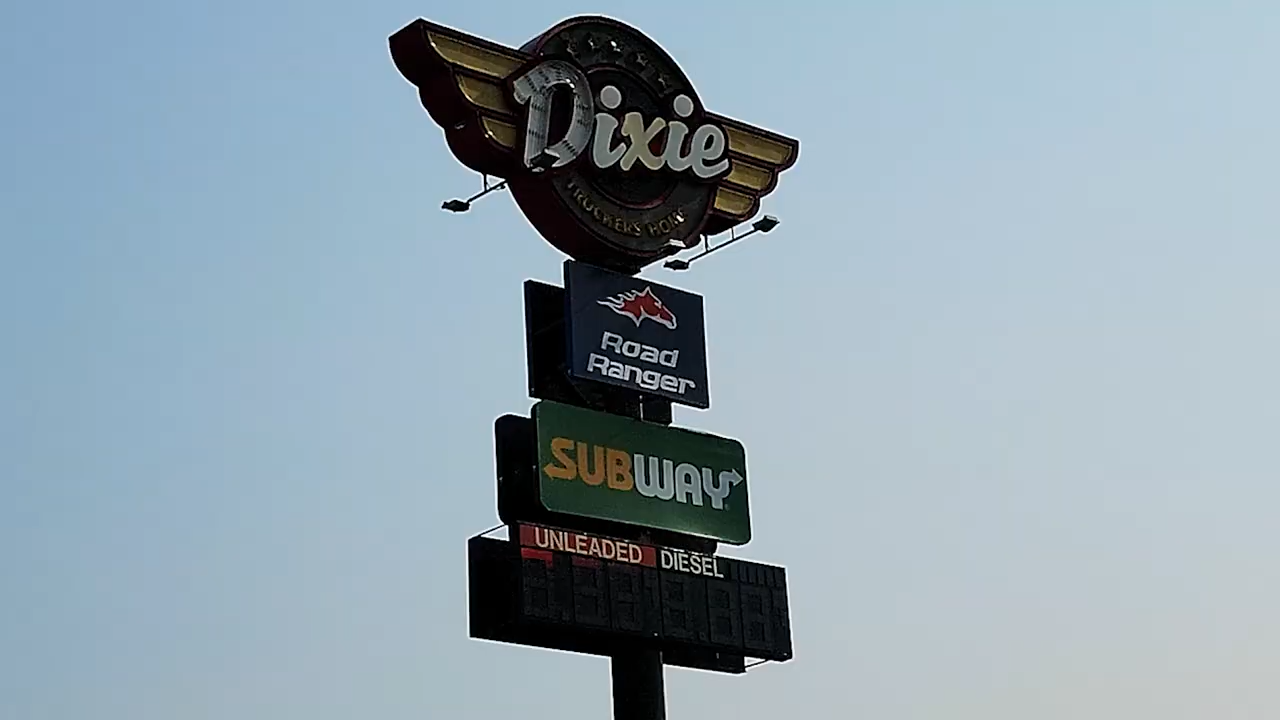 Dixie
TRUCKERS HOME
Road
Ranger
SUBWAY
UNLEADED DIESEL